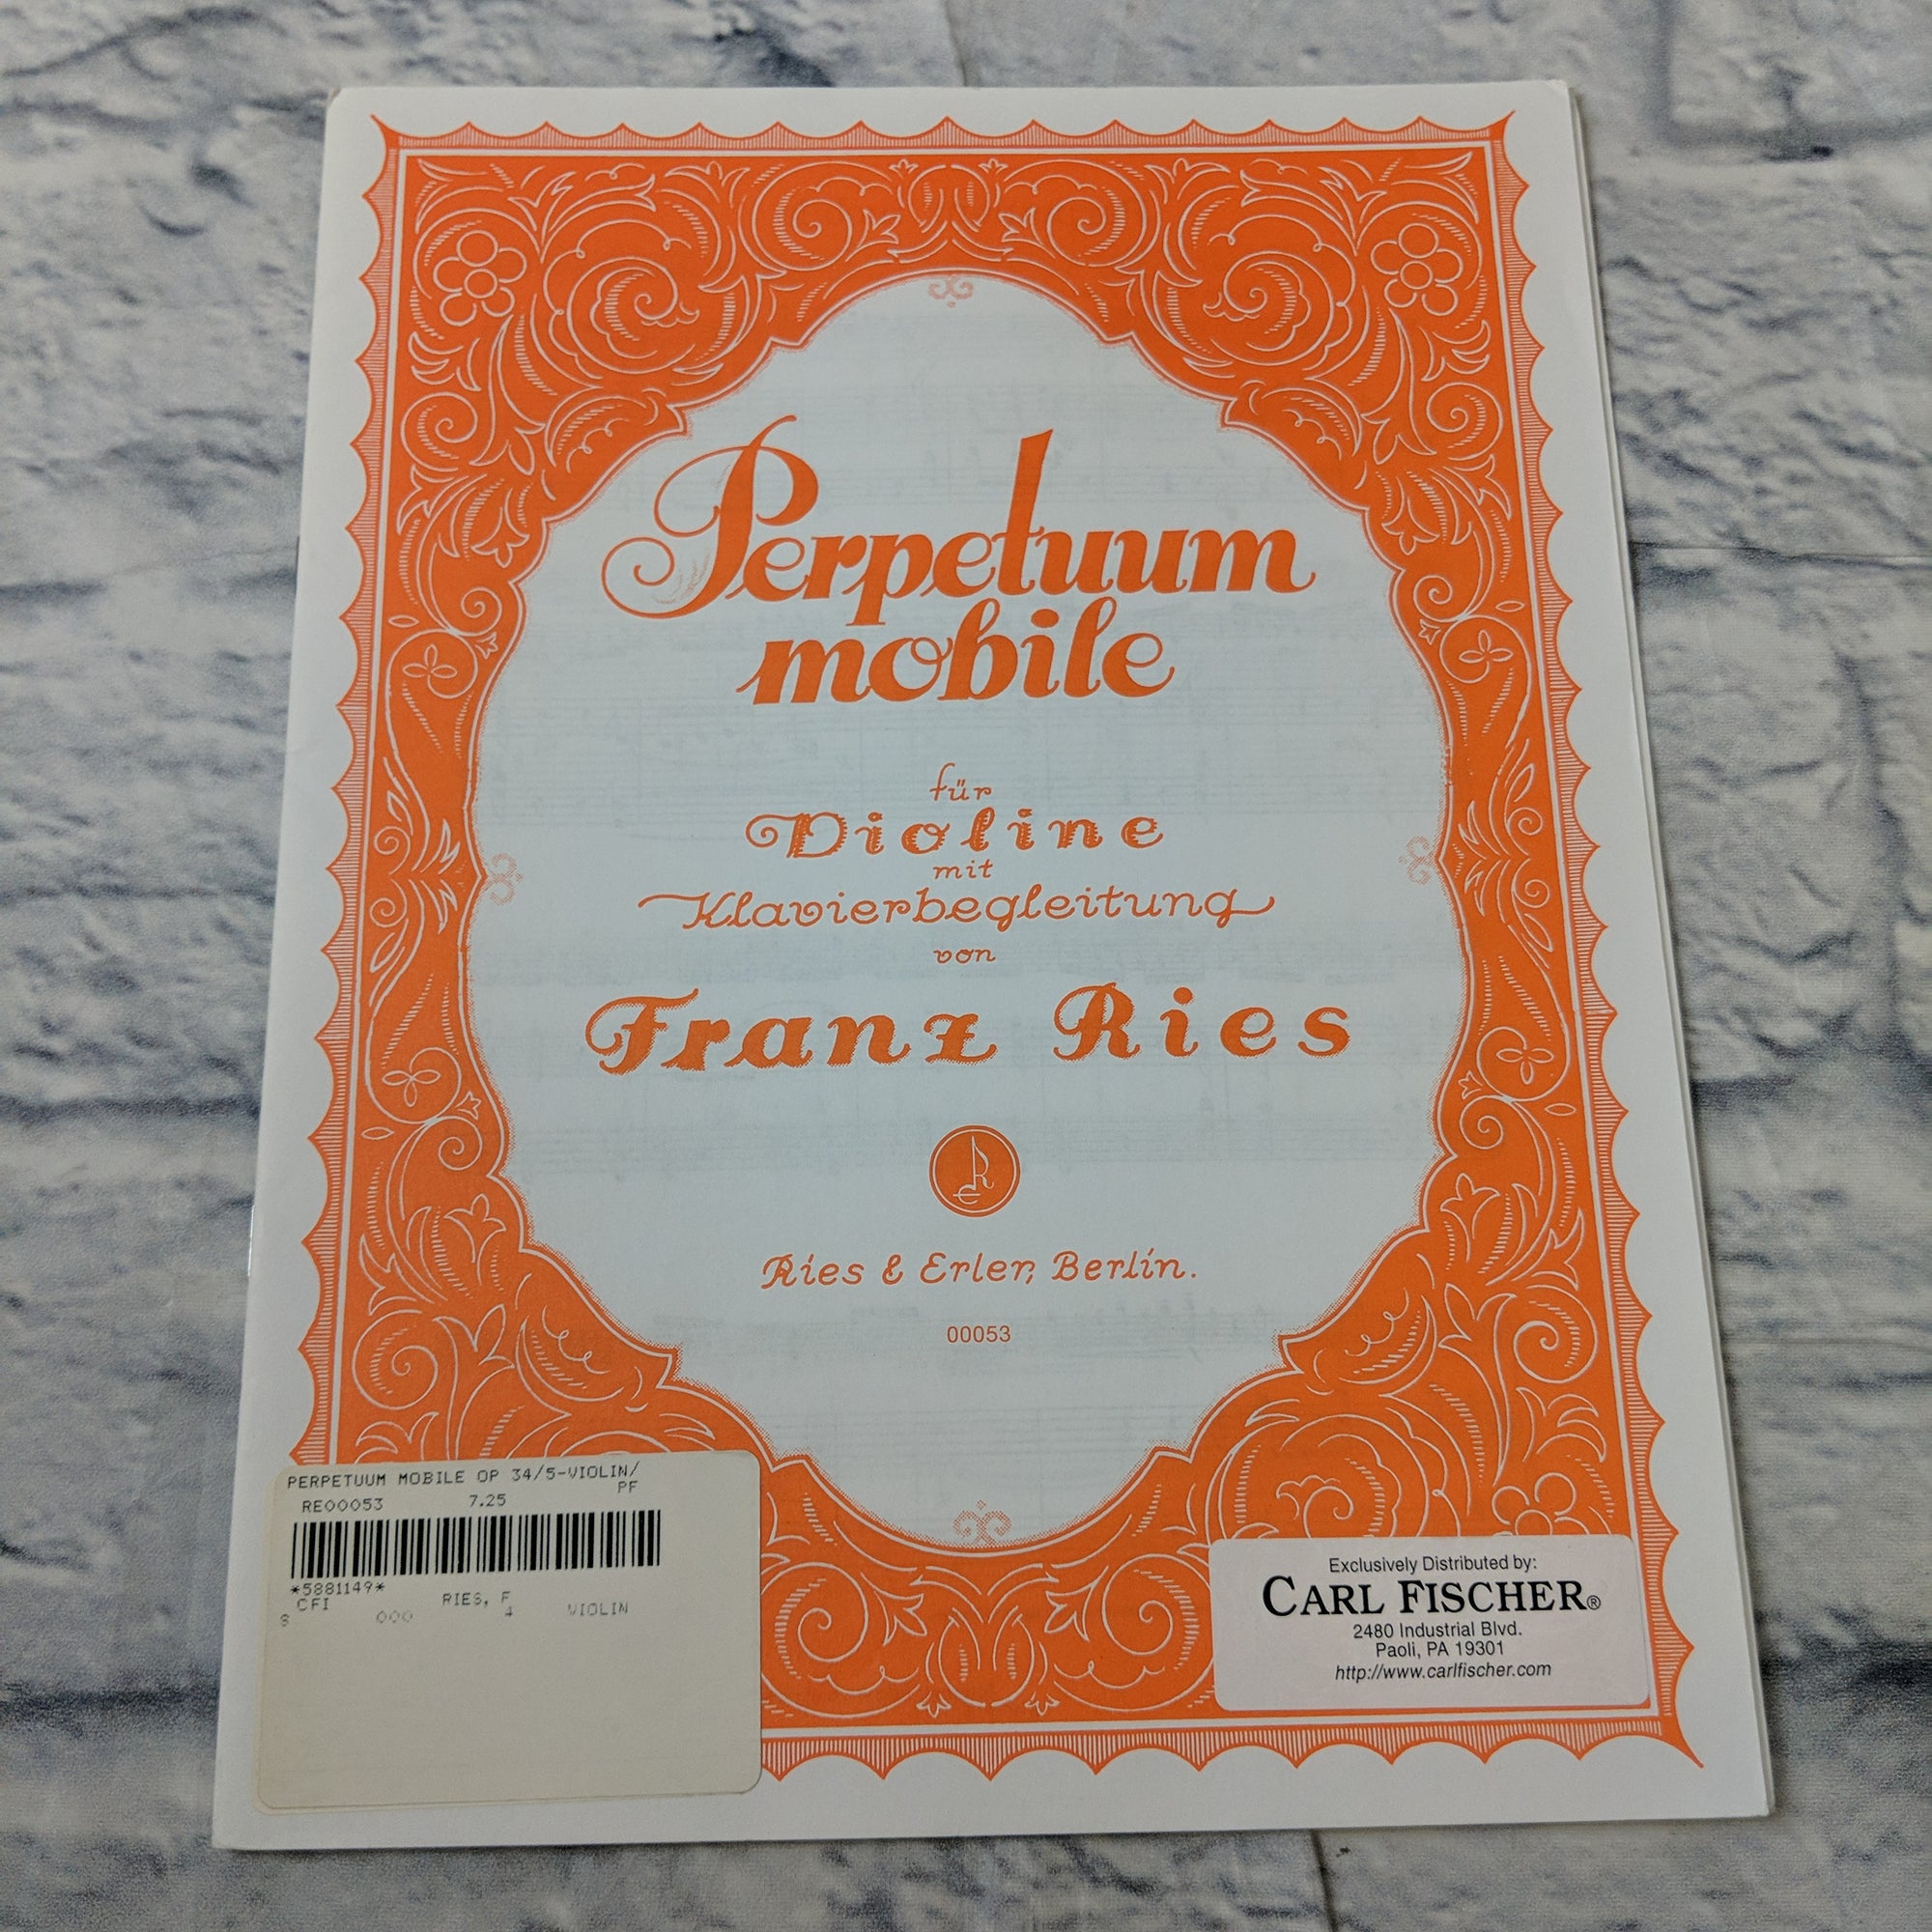 Perpetuum
mobile
für
Violine
mit
Klavierbegleitung
von
Franz Ries
R
E
Ries & Erler, Berlin.
00053
PERPETUUM MOBILE OP 34/5-VIOLIN/
PF
RE00053 7.25
*5881149*
CFI RIES, F
8 000 4 VIOLIN
Exclusively Distributed by:
CARL FISCHER®
2480 Industrial Blvd.
Paoli, PA 19301
http://www.carlfischer.com